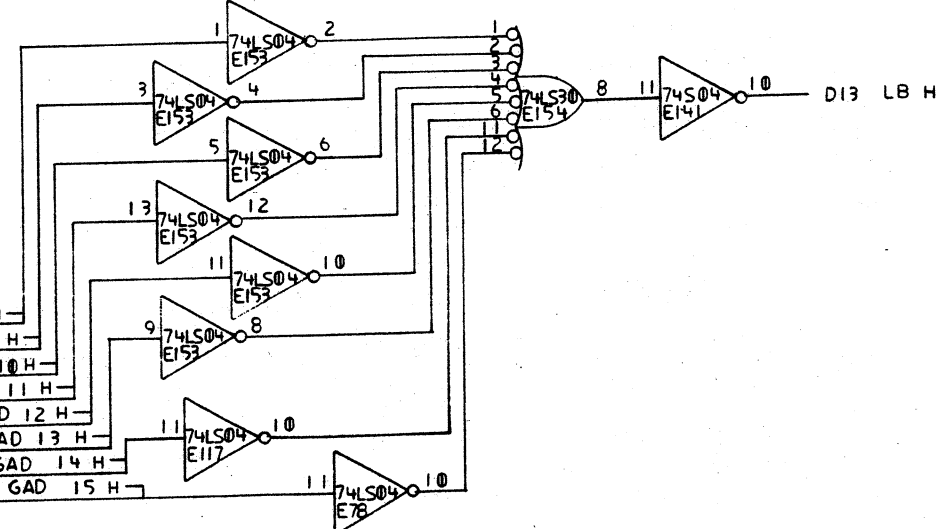 1 74LS04 E153 2
3 74LS04 E153 4
5 74LS04 E153 6
13 74LS04 E153 12
11 74LS04 E153 10
9 74LS04 E153 8
11 74LS04 E117 10
11 74LS04 E78 10
1
2
3
4
5
6
11
12
74LS30 E154 8
11 74S04 E141 10
D13 LB H
H
10 H
11 H
12 H
13 H
GAD 14 H
GAD 15 H